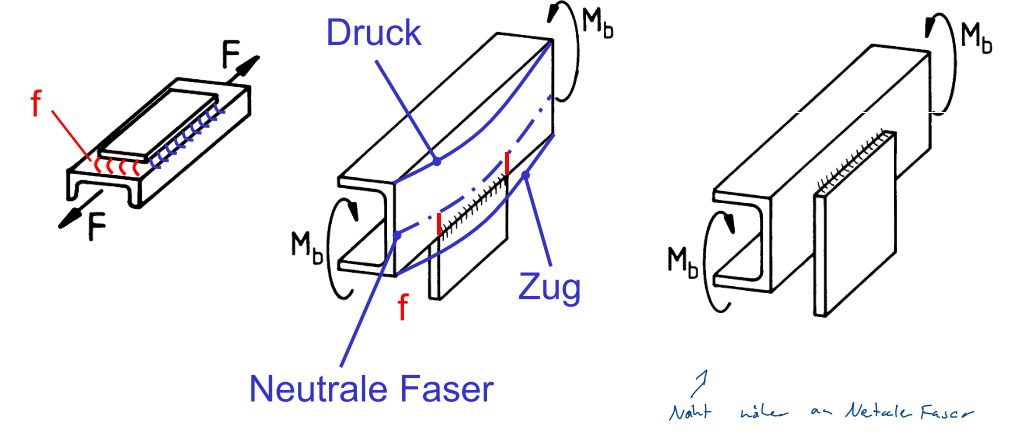 Druck
M_b
M_b
F
f
F
M_b
M_b
Zug
f
Neutrale Faser
Naht näher an Netrale Faser